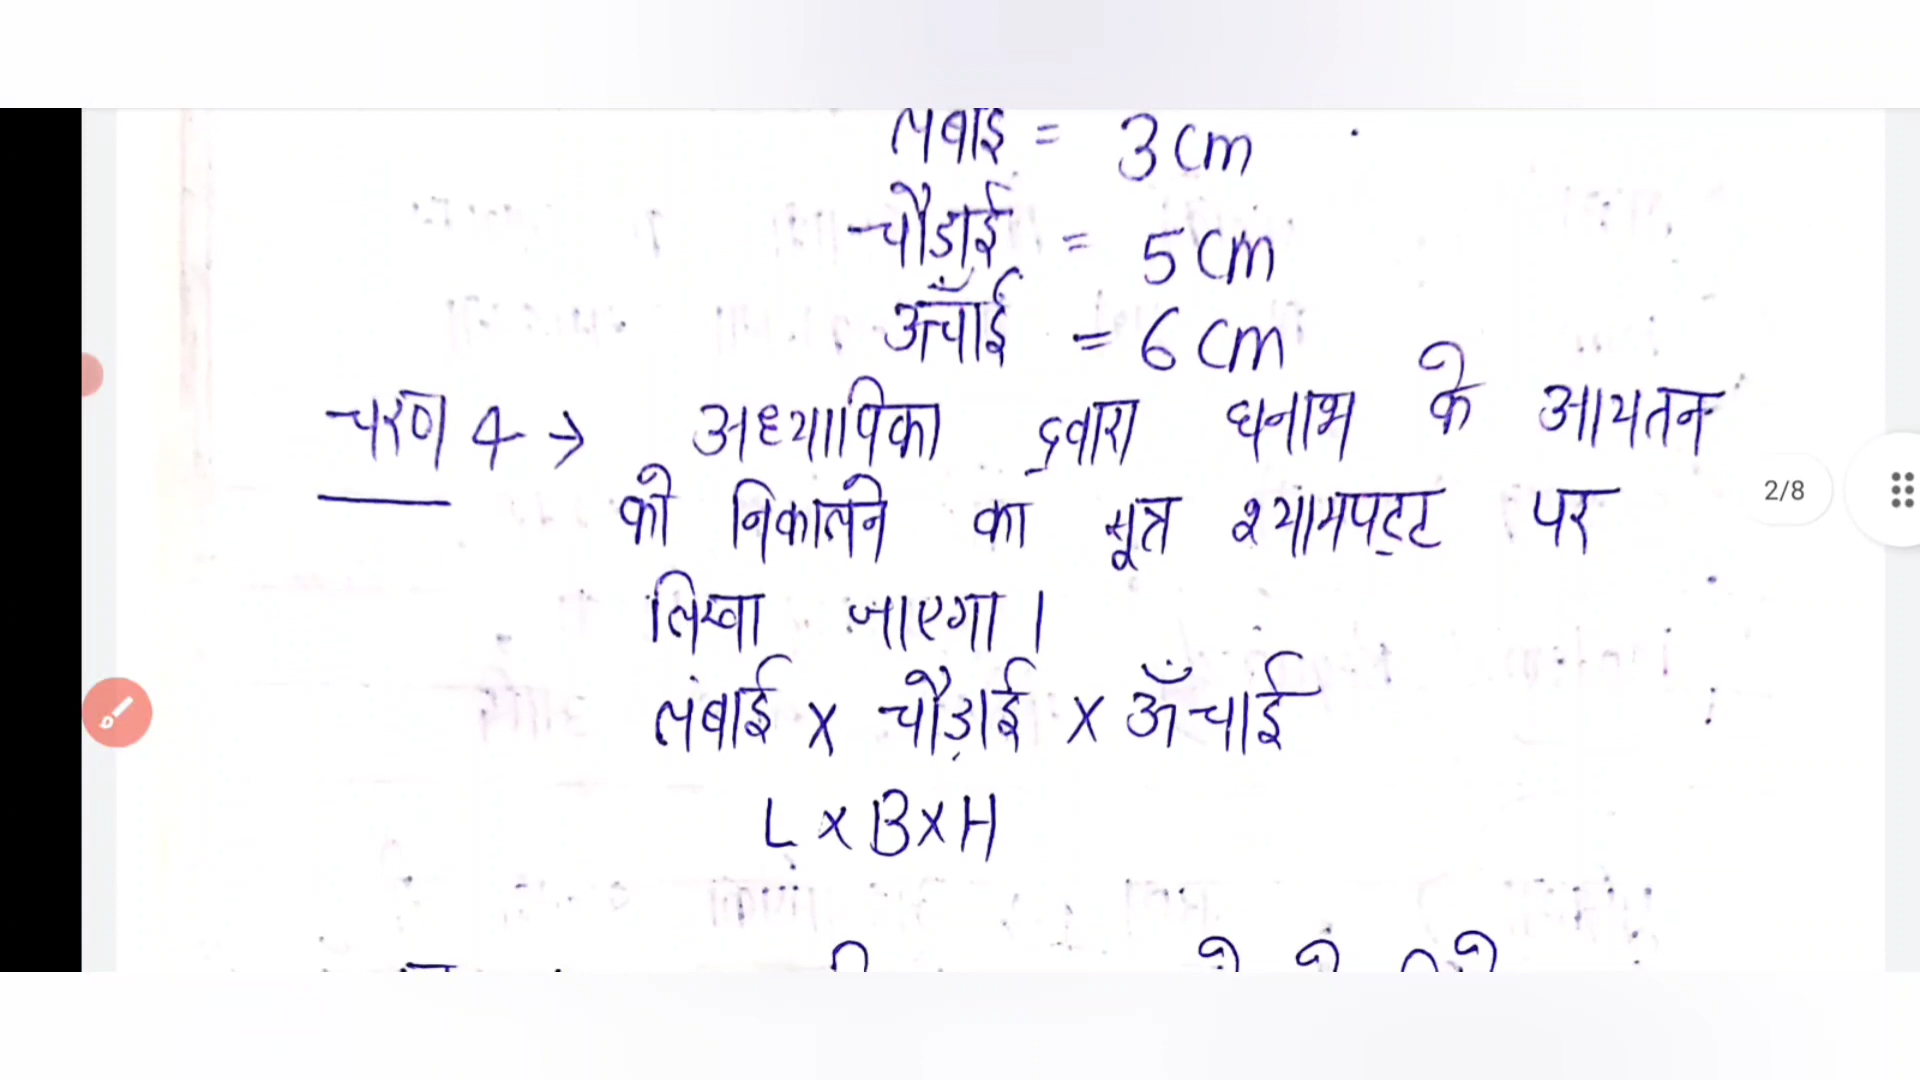 लंबाई = 3 cm
चौड़ाई = 5 cm
ऊँचाई = 6 cm
चरण 4 → अध्यापिका द्वारा घनाभ के आयतन
को निकालने का सूत्र श्यामपट्ट पर
लिखा जाएगा।
लंबाई x चौड़ाई x ऊँचाई
L x B x H
2/8